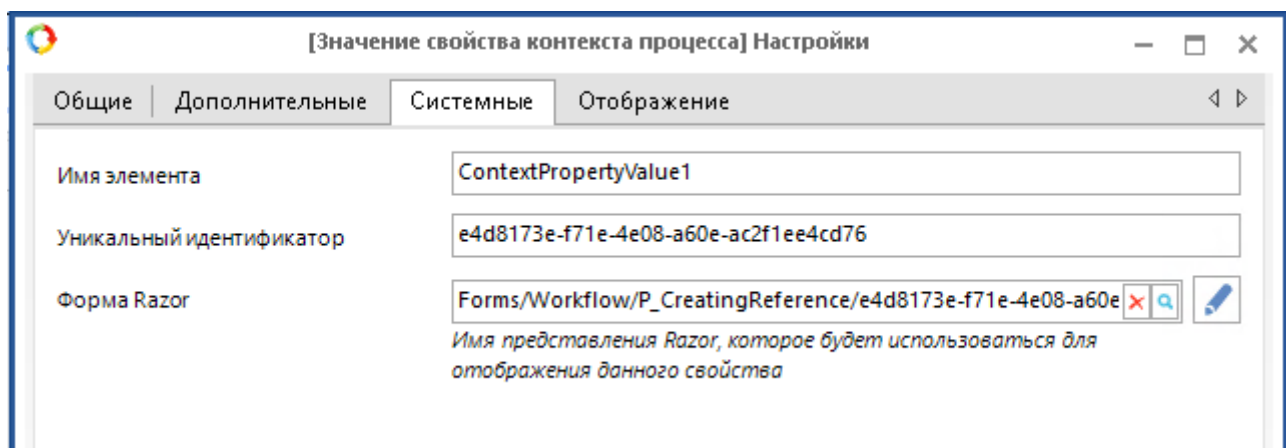 [Значение свойства контекста процесса] Настройки
Общие Дополнительные Системные Отображение
Имя элемента ContextPropertyValue1
Уникальный идентификатор e4d8173e-f71e-4e08-a60e-ac2f1ee4cd76
Форма Razor Forms/Workflow/P_CreatingReference/e4d8173e-f71e-4e08-a60e
Имя представления Razor, которое будет использоваться для
отображения данного свойства